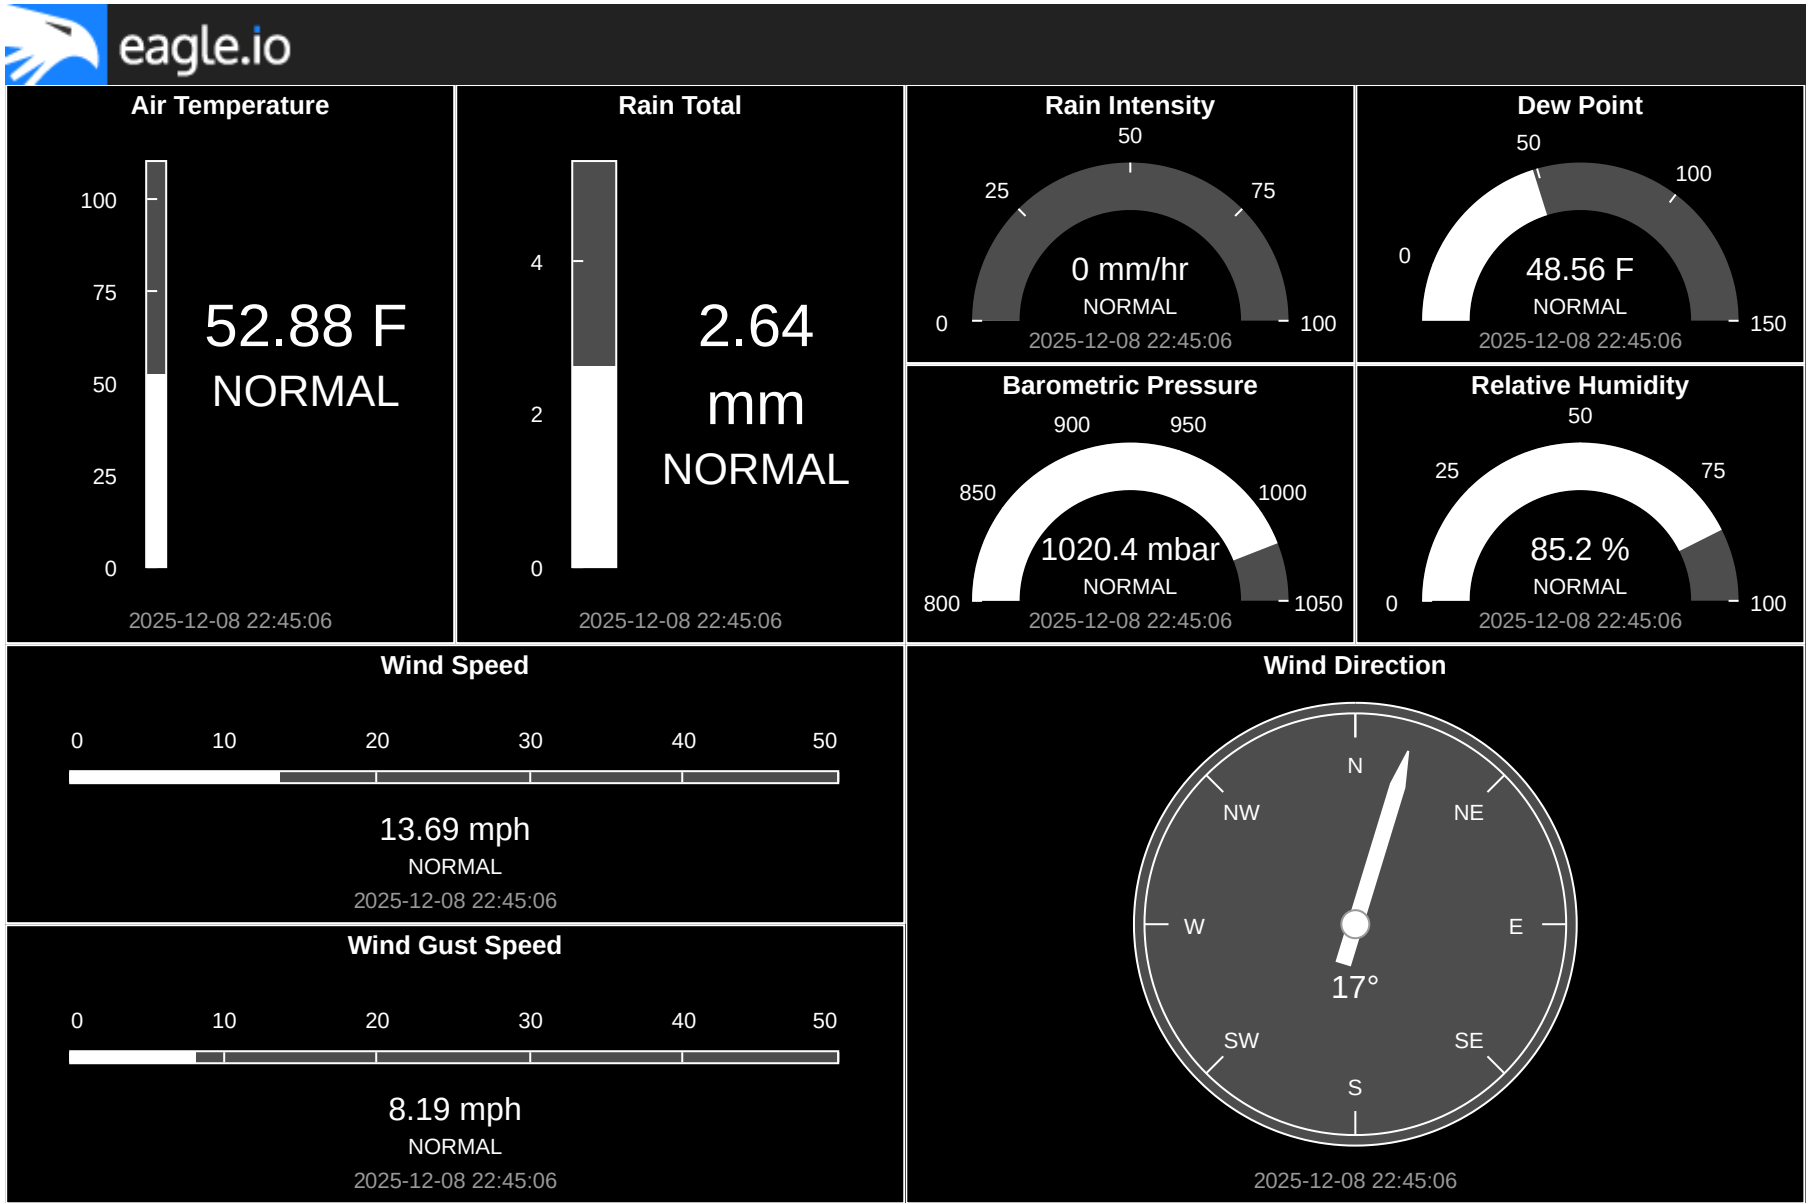 eagle.io
Air Temperature
100
75
50
25
0
52.88 F
NORMAL
2025-12-08 22:45:06
Rain Total
4
2
0
2.64
mm
NORMAL
2025-12-08 22:45:06
Rain Intensity
50
25
75
0
100
0 mm/hr
NORMAL
2025-12-08 22:45:06
Dew Point
50
100
0
150
48.56 F
NORMAL
2025-12-08 22:45:06
Barometric Pressure
900
950
850
1000
800
1050
1020.4 mbar
NORMAL
2025-12-08 22:45:06
Relative Humidity
50
25
75
0
100
85.2 %
NORMAL
2025-12-08 22:45:06
Wind Speed
0 10 20 30 40 50
13.69 mph
NORMAL
2025-12-08 22:45:06
Wind Gust Speed
0 10 20 30 40 50
8.19 mph
NORMAL
2025-12-08 22:45:06
Wind Direction
N
NW
NE
W
E
17°
SW
SE
S
2025-12-08 22:45:06